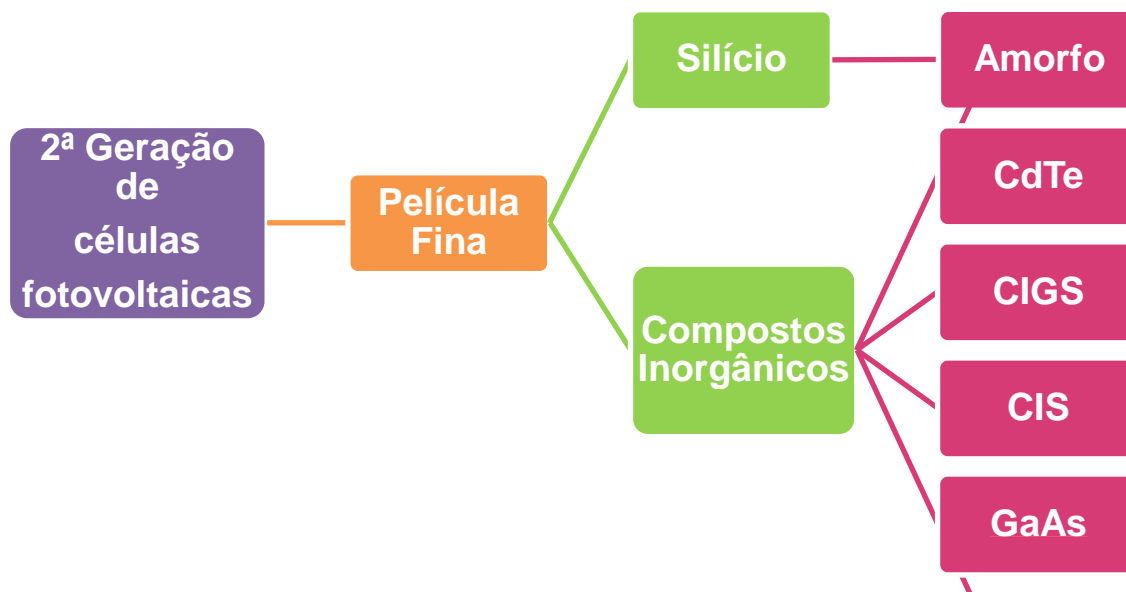 2ª Geração
de
células
fotovoltaicas
Película
Fina
Silício
Compostos
Inorgânicos
Amorfo
CdTe
CIGS
CIS
GaAs